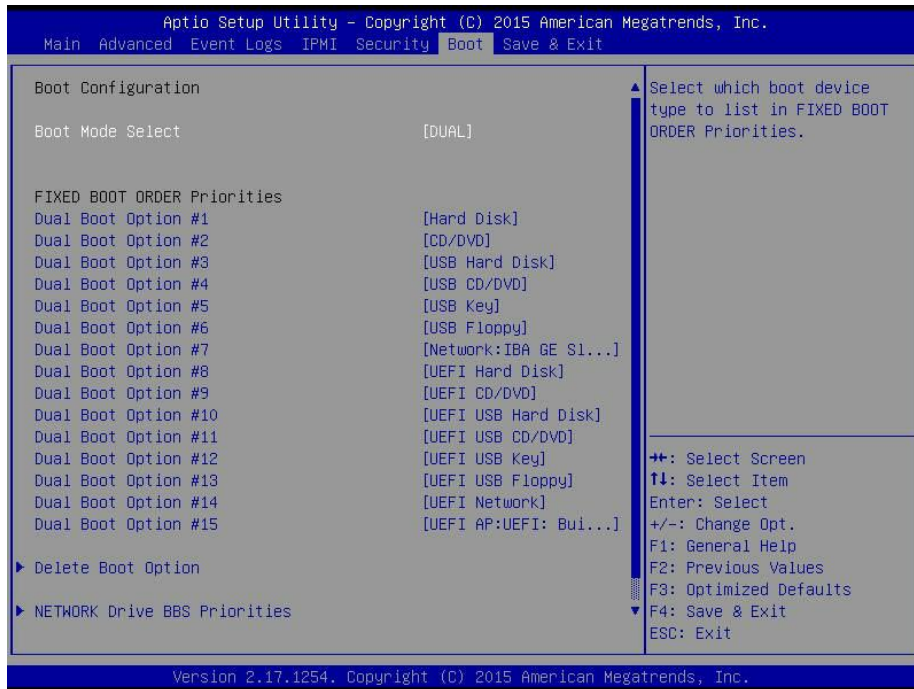 Aptio Setup Utility – Copyright (C) 2015 American Megatrends, Inc.
Main Advanced Event Logs IPMI Security Boot Save & Exit
Boot Configuration
Boot Mode Select [DUAL]
FIXED BOOT ORDER Priorities
Dual Boot Option #1 [Hard Disk]
Dual Boot Option #2 [CD/DVD]
Dual Boot Option #3 [USB Hard Disk]
Dual Boot Option #4 [USB CD/DVD]
Dual Boot Option #5 [USB Key]
Dual Boot Option #6 [USB Floppy]
Dual Boot Option #7 [Network:IBA GE Sl...]
Dual Boot Option #8 [UEFI Hard Disk]
Dual Boot Option #9 [UEFI CD/DVD]
Dual Boot Option #10 [UEFI USB Hard Disk]
Dual Boot Option #11 [UEFI USB CD/DVD]
Dual Boot Option #12 [UEFI USB Key]
Dual Boot Option #13 [UEFI USB Floppy]
Dual Boot Option #14 [UEFI Network]
Dual Boot Option #15 [UEFI AP:UEFI: Bui...]
Delete Boot Option
NETWORK Drive BBS Priorities
Select which boot device
type to list in FIXED BOOT
ORDER Priorities.
→←: Select Screen
↑↓: Select Item
Enter: Select
+/-: Change Opt.
F1: General Help
F2: Previous Values
F3: Optimized Defaults
F4: Save & Exit
ESC: Exit
Version 2.17.1254. Copyright (C) 2015 American Megatrends, Inc.